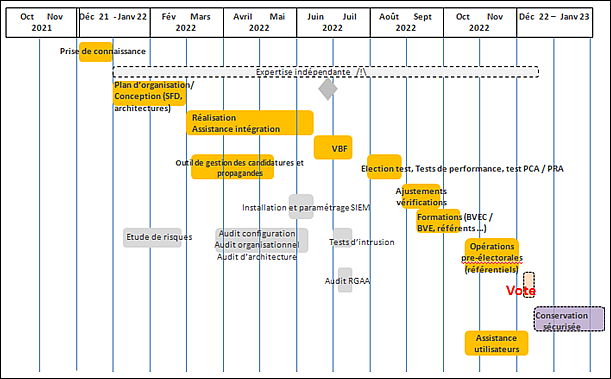 Oct Nov
2021
Déc 21 -Janv 22
Fév Mars
2022
Avril Mai
2022
Juin Juil
2022
Août Sept
2022
Oct Nov
2022
Déc 22 – Janv 23
Prise de connaissance
Expertise indépendante /!\
Plan d'organisation/
Conception (SFD,
architectures)
Réalisation
Assistance intégration
VBF
Outil de gestion des candidatures et
propagandes
Election test, Tests de performance, test PCA / PRA
Ajustements
vérifications
Installation et paramétrage SIEM
Formations (BVEC /
BVE, référents ...)
Etude de risques
Audit configuration
Audit organisationnel
Audit d'architecture
Tests d'intrusion
Opérations
pre-électorales
(référentiels)
Audit RGAA
Vote
Conservation
sécurisée
Assistance
utilisateurs